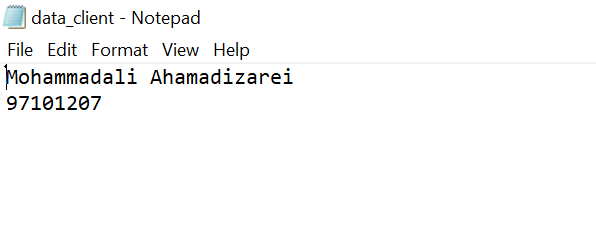 data_client - Notepad
File Edit Format View Help
Mohammadali Ahamadizarei
97101207